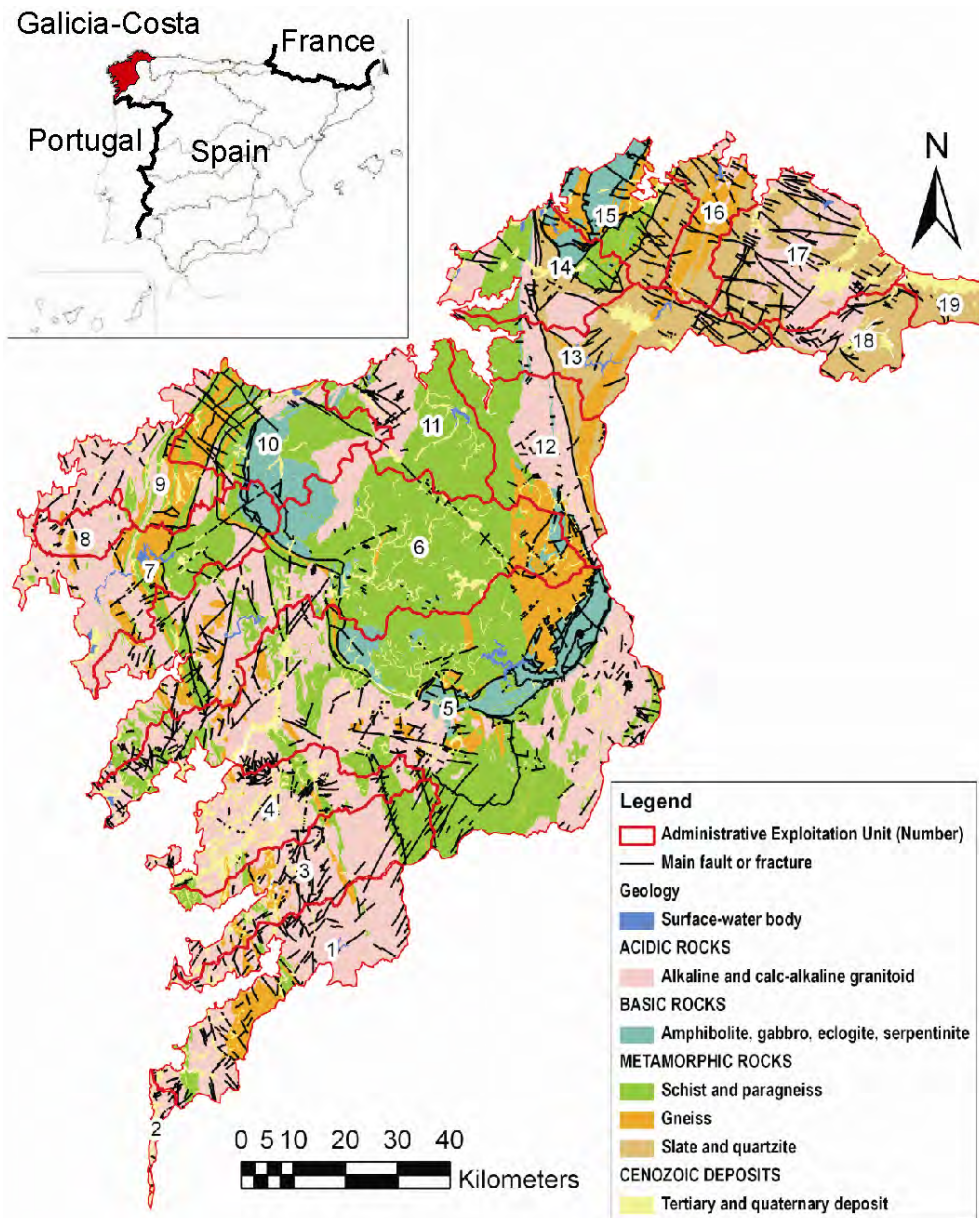 Galicia-Costa
France
Portugal
Spain
N
15
16
14
17
19
18
13
11
12
10
9
6
8
7
5
4
3
1
2
0 5 10 20 30 40
Kilometers
Legend
Administrative Exploitation Unit (Number)
Main fault or fracture
Geology
Surface-water body
ACIDIC ROCKS
Alkaline and calc-alkaline granitoid
BASIC ROCKS
Amphibolite, gabbro, eclogite, serpentinite
METAMORPHIC ROCKS
Schist and paragneiss
Gneiss
Slate and quartzite
CENOZOIC DEPOSITS
Tertiary and quaternary deposit